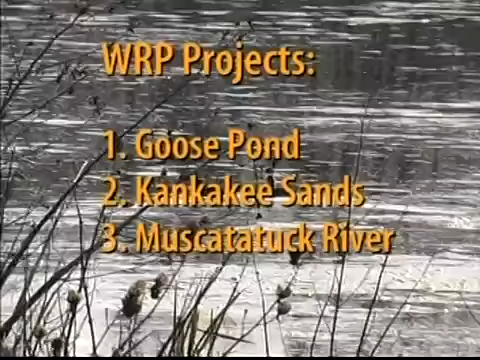 WRP Projects:
1. Goose Pond
2. Kankakee Sands
3. Muscatatuck River